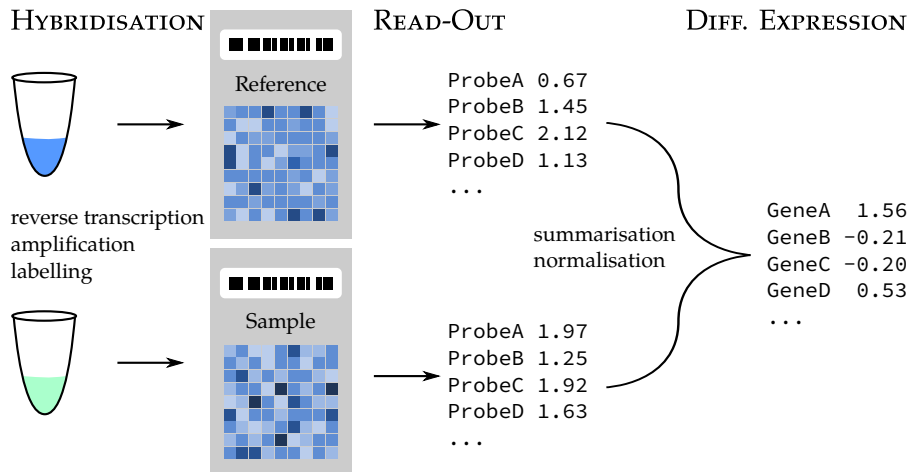 HYBRIDISATION
READ-OUT
DIFF. EXPRESSION
Reference
ProbeA 0.67
ProbeB 1.45
ProbeC 2.12
ProbeD 1.13
...
reverse transcription
amplification
labelling
summarisation
normalisation
GeneA 1.56
GeneB -0.21
GeneC -0.20
GeneD 0.53
...
Sample
ProbeA 1.97
ProbeB 1.25
ProbeC 1.92
ProbeD 1.63
...